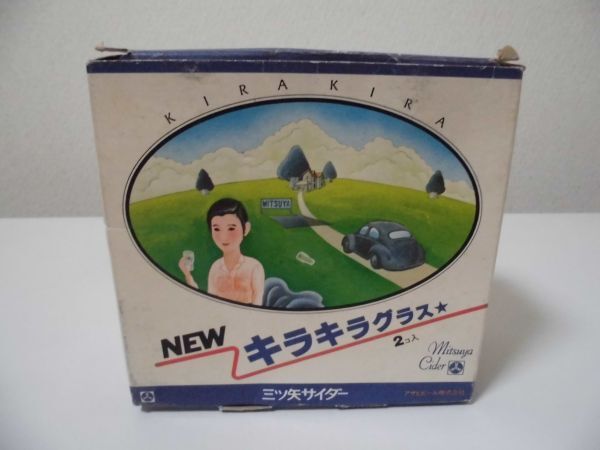 KIRAKIRA
MITSUYA
NEW
キラキラグラス★
2コ入
Mitsuya
Cider
三ツ矢サイダー
アサヒビール株式会社